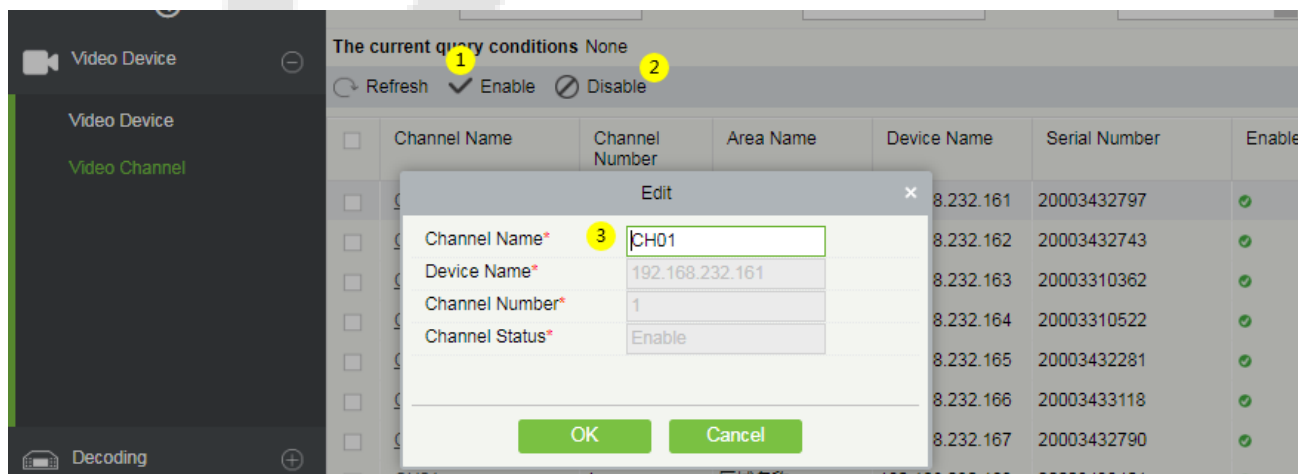 Video Device
The current query conditions None
1
2
Refresh Enable Disable
Video Device
Video Channel
Channel Name Channel Number Area Name Device Name Serial Number Enable
Edit ×
8.232.161 20003432797
8.232.162 20003432743
8.232.163 20003310362
8.232.164 20003310522
8.232.165 20003432281
8.232.166 20003433118
8.232.167 20003432790
Channel Name* 3 CH01
Device Name* 192.168.232.161
Channel Number* 1
Channel Status* Enable
OK Cancel
Decoding